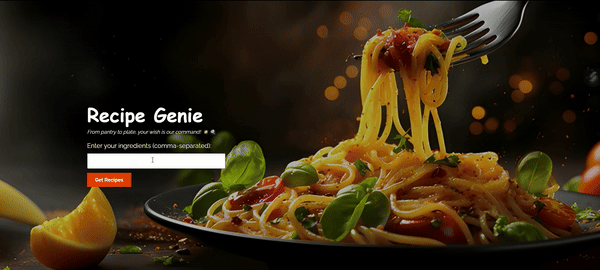 Recipe Genie
From pantry to plate, your wish is our command!
Enter your ingredients (comma-separated):
Get Recipes